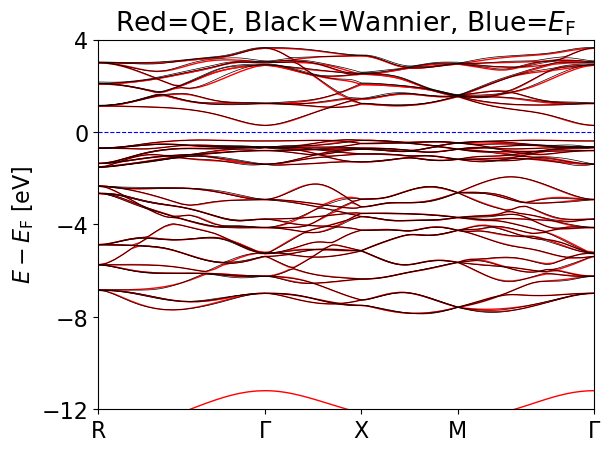 Red=QE, Black=Wannier, Blue=E_F
4
0
−4
−8
−12
E − E_F [eV]
R Γ X M Γ